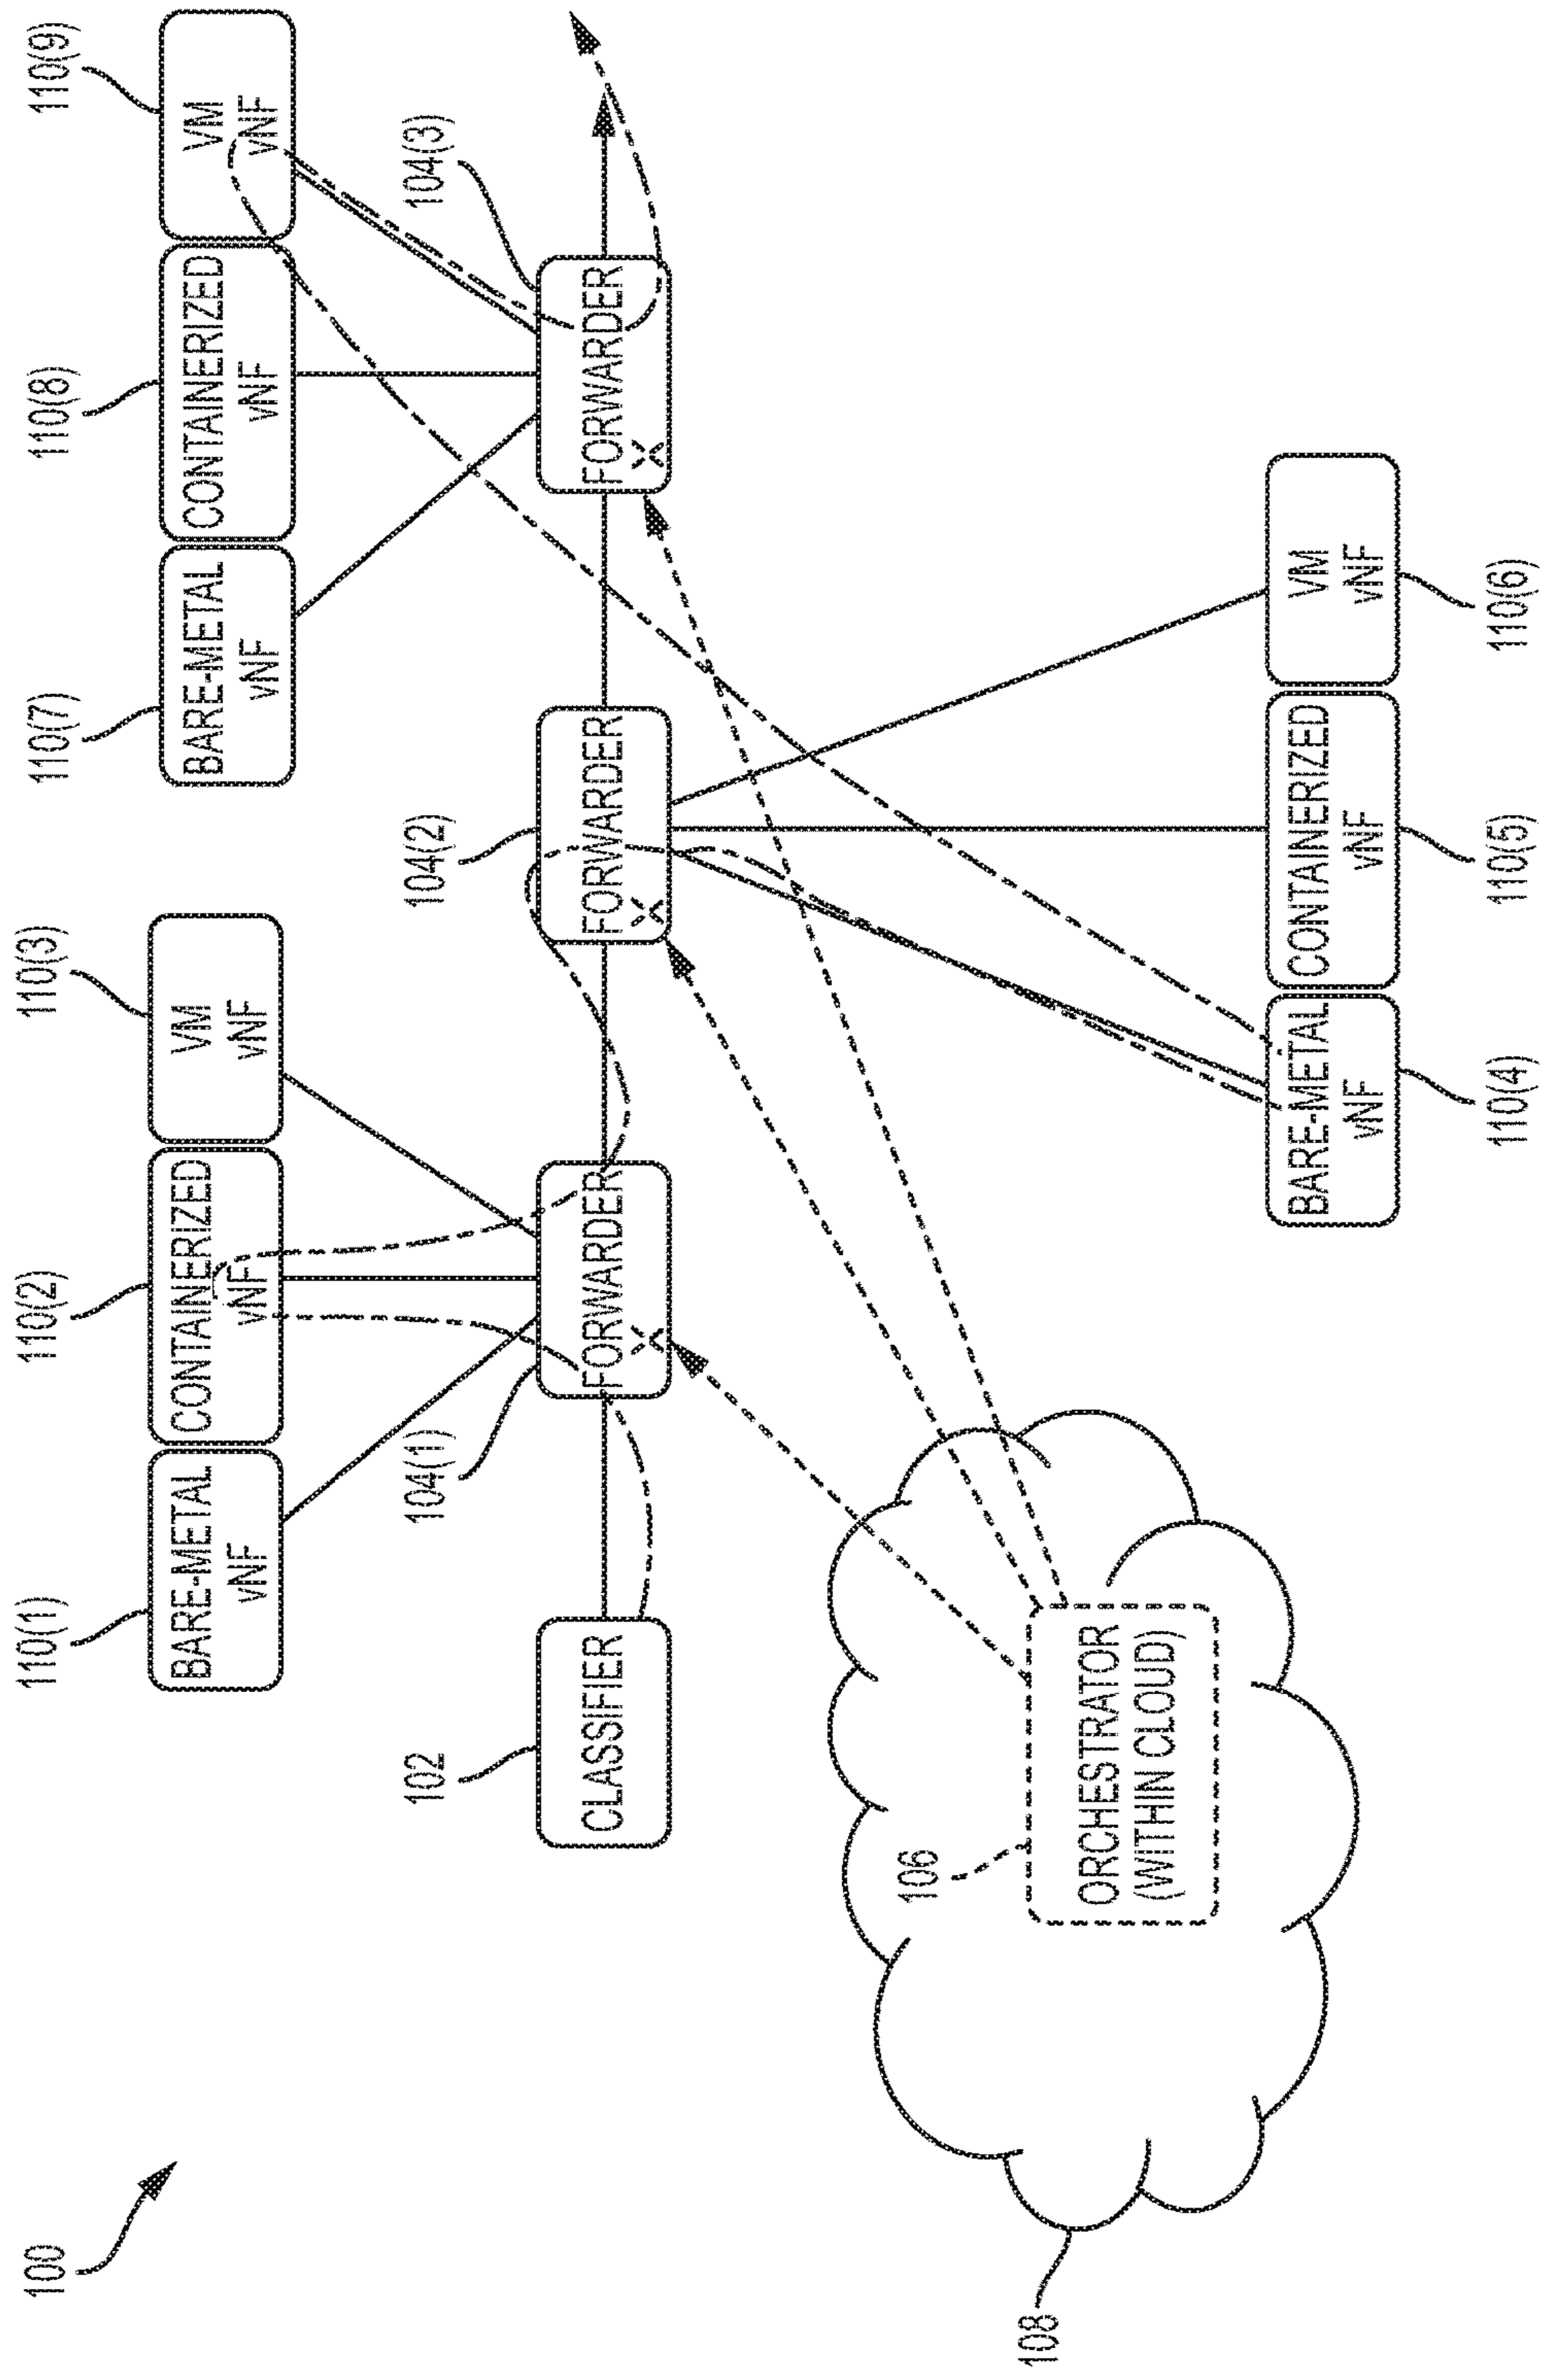 100
110(1)
110(2)
110(3)
110(7)
110(8)
110(9)
BARE-METAL
vNF
CONTAINERIZED
vNF
VM
vNF
BARE-METAL
vNF
CONTAINERIZED
vNF
VM
vNF
102
104(1)
104(2)
104(3)
CLASSIFIER
FORWARDER
X
FORWARDER
X
FORWARDER
X
106
ORCHESTRATOR
(WITHIN CLOUD)
108
BARE-METAL
vNF
CONTAINERIZED
vNF
VM
vNF
110(4)
110(5)
110(6)